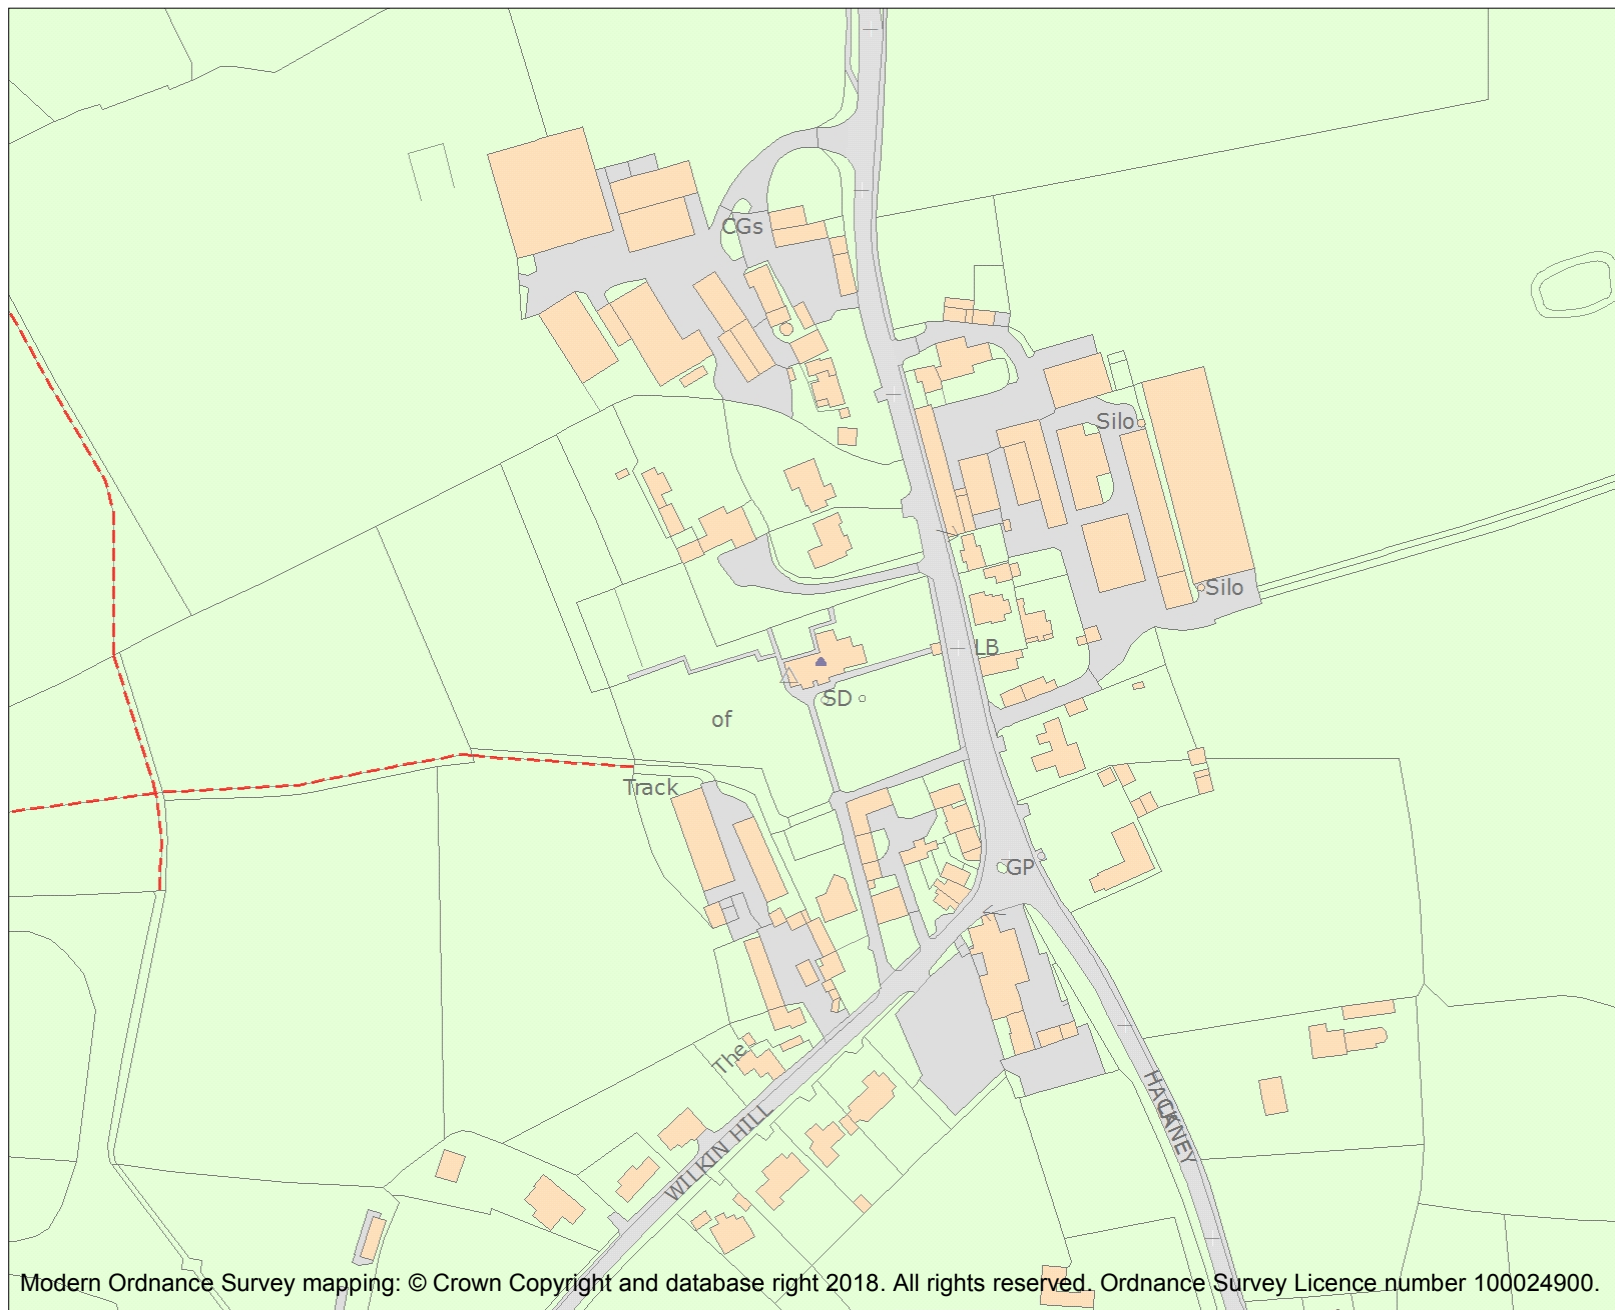 CGs
Silo
Silo
LB
SD
of
Track
GP
The
HACKNEY
LA
WILKIN HILL
Modern Ordnance Survey mapping: © Crown Copyright and database right 2018. All rights reserved. Ordnance Survey Licence number 100024900.